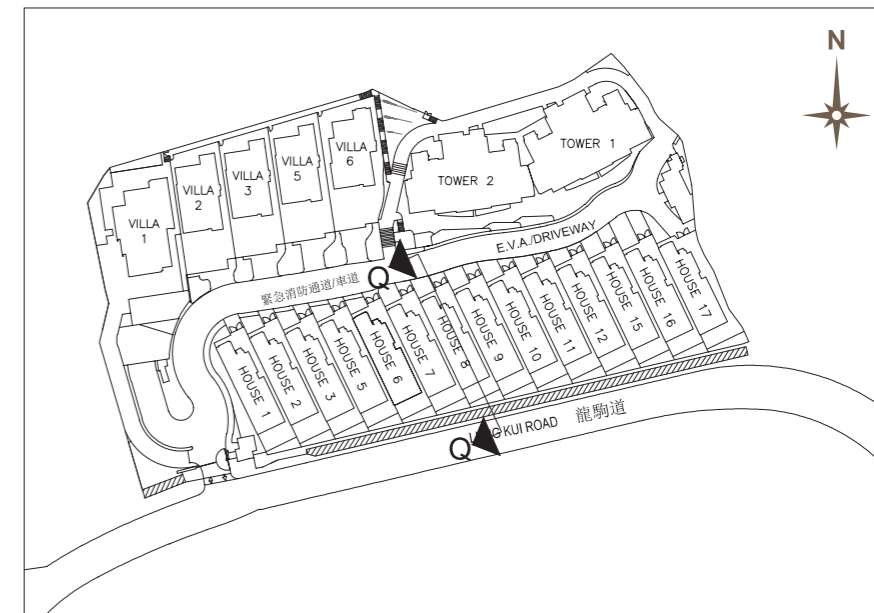 N
TOWER 1
TOWER 2
VILLA
6
VILLA
5
VILLA
3
VILLA
2
VILLA
1
E.V.A./DRIVEWAY
緊急消防通道/車道
Q
HOUSE 1
HOUSE 2
HOUSE 3
HOUSE 5
HOUSE 6
HOUSE 7
HOUSE 8
HOUSE 9
HOUSE 10
HOUSE 11
HOUSE 12
HOUSE 15
HOUSE 16
HOUSE 17
Q
KUI ROAD 龍駒道